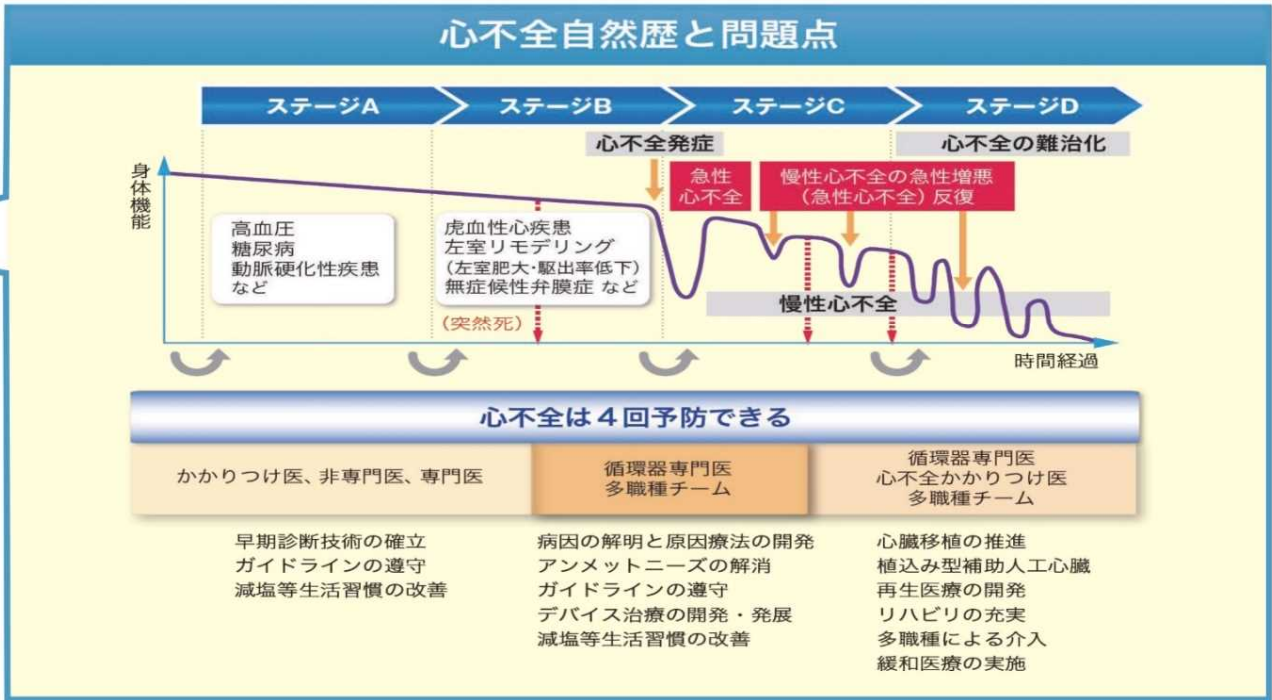 心不全自然歴と問題点
ステージA
ステージB
ステージC
ステージD
心不全発症
心不全の難治化
身体機能
急性
心不全
慢性心不全の急性増悪
(急性心不全)反復
高血圧
糖尿病
動脈硬化性疾患
など
虚血性心疾患
左室リモデリング
(左室肥大・駆出率低下)
無症候性弁膜症 など
(突然死)
慢性心不全
時間経過
心不全は4回予防できる
かかりつけ医、非専門医、専門医
循環器専門医
多職種チーム
循環器専門医
心不全かかりつけ医
多職種チーム
早期診断技術の確立
ガイドラインの遵守
減塩等生活習慣の改善
病因の解明と原因療法の開発
アンメットニーズの解消
ガイドラインの遵守
デバイス治療の開発・発展
減塩等生活習慣の改善
心臓移植の推進
植込み型補助人工心臓
再生医療の開発
リハビリの充実
多職種による介入
緩和医療の実施